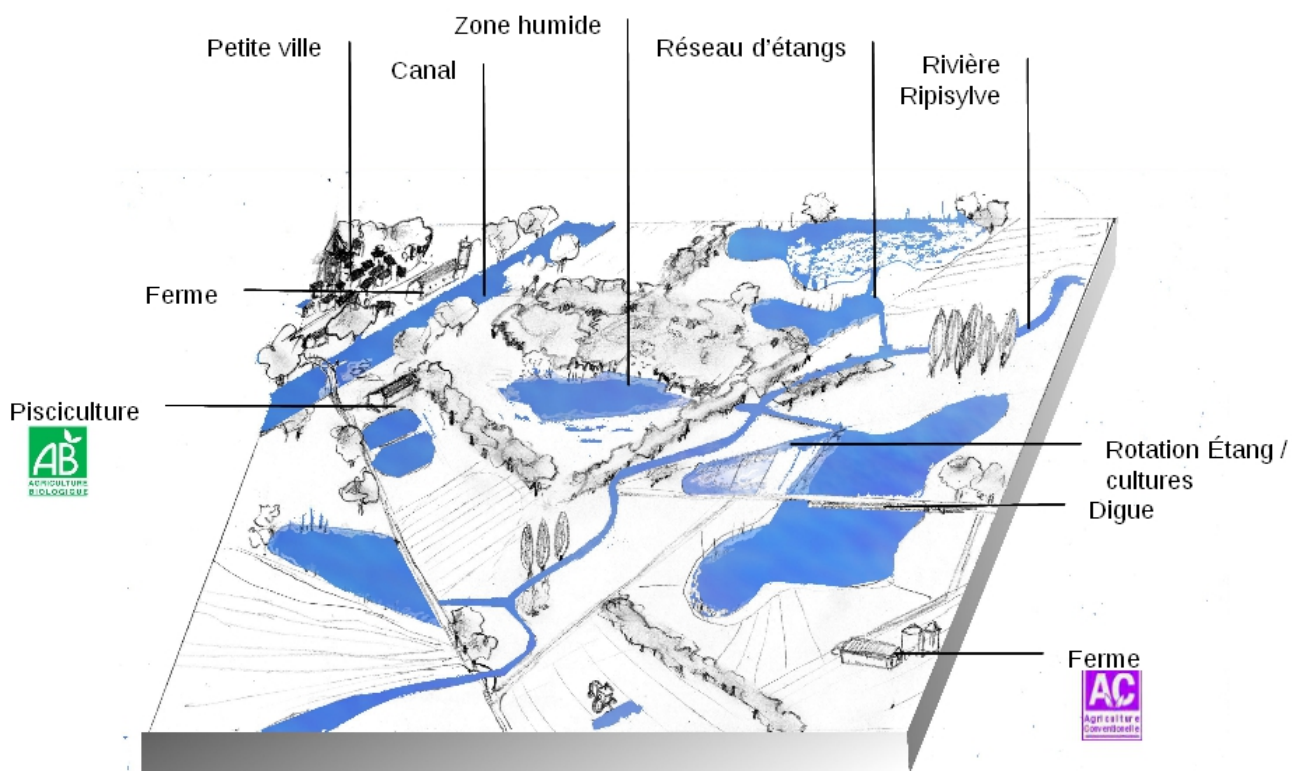 Petite ville
Canal
Zone humide
Réseau d'étangs
Rivière
Ripisylve
Ferme
Pisciculture
AB
AGRICULTURE
BIOLOGIQUE
Rotation Étang /
cultures
Digue
Ferme
AC
Agriculture
Conventionelle